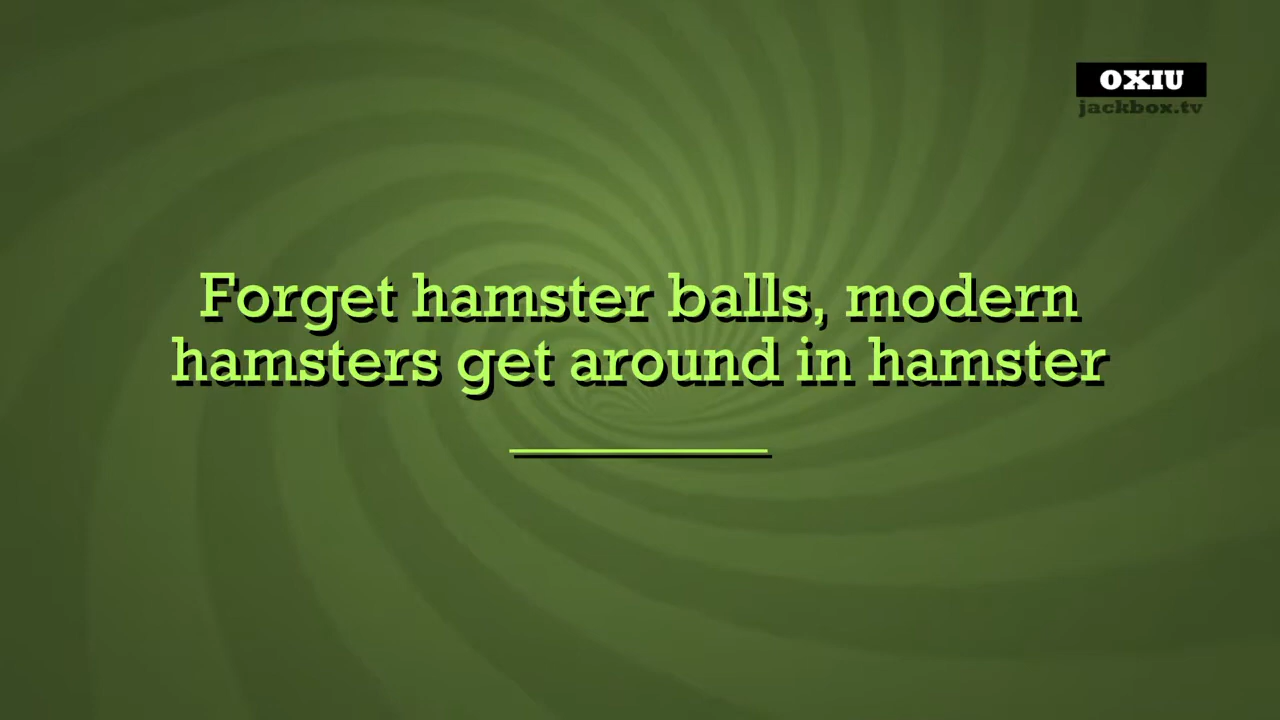 OXIU
jackbox.tv
Forget hamster balls, modern
hamsters get around in hamster